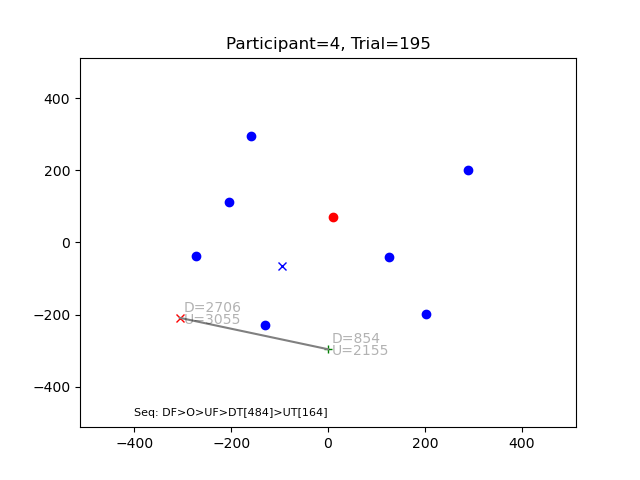 Participant=4, Trial=195
400
200
0
−200
−400
D=2706
U=3055
D=854
U=2155
Seq: DF>O>UF>DT[484]>UT[164]
−400
−200
0
200
400